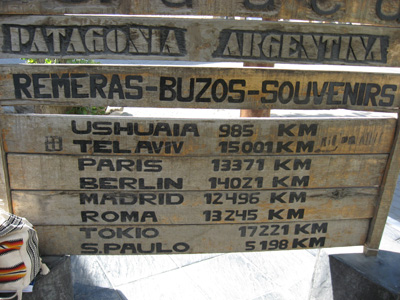 PATAGONIA ARGENTINA
REMERAS-BUZOS-SOUVENIRS
USHUAIA 985 KM
TEL AVIV 15001 KM
PARIS 13371 KM
BERLIN 14021 KM
MADRID 12496 KM
ROMA 13245 KM
TOKIO 17221 KM
S.PAULO 5198 KM